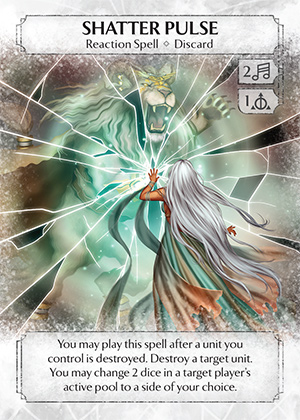 SHATTER PULSE
Reaction Spell ⬦ Discard
2
1
You may play this spell after a unit you
control is destroyed. Destroy a target unit.
You may change 2 dice in a target player's
active pool to a side of your choice.